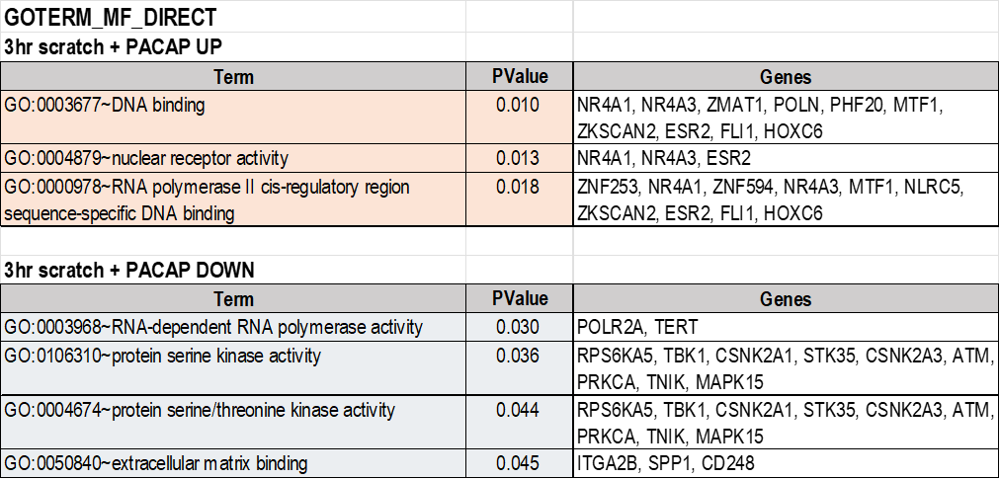 GOTERM_MF_DIRECT
3hr scratch + PACAP UP
Term PValue Genes
GO:0003677~DNA binding 0.010 NR4A1, NR4A3, ZMAT1, POLN, PHF20, MTF1,
ZKSCAN2, ESR2, FLI1, HOXC6
GO:0004879~nuclear receptor activity 0.013 NR4A1, NR4A3, ESR2
GO:0000978~RNA polymerase II cis-regulatory region 0.018 ZNF253, NR4A1, ZNF594, NR4A3, MTF1, NLRC5,
sequence-specific DNA binding ZKSCAN2, ESR2, FLI1, HOXC6
3hr scratch + PACAP DOWN
Term PValue Genes
GO:0003968~RNA-dependent RNA polymerase activity 0.030 POLR2A, TERT
GO:0106310~protein serine kinase activity 0.036 RPS6KA5, TBK1, CSNK2A1, STK35, CSNK2A3, ATM,
PRKCA, TNIK, MAPK15
GO:0004674~protein serine/threonine kinase activity 0.044 RPS6KA5, TBK1, CSNK2A1, STK35, CSNK2A3, ATM,
PRKCA, TNIK, MAPK15
GO:0050840~extracellular matrix binding 0.045 ITGA2B, SPP1, CD248